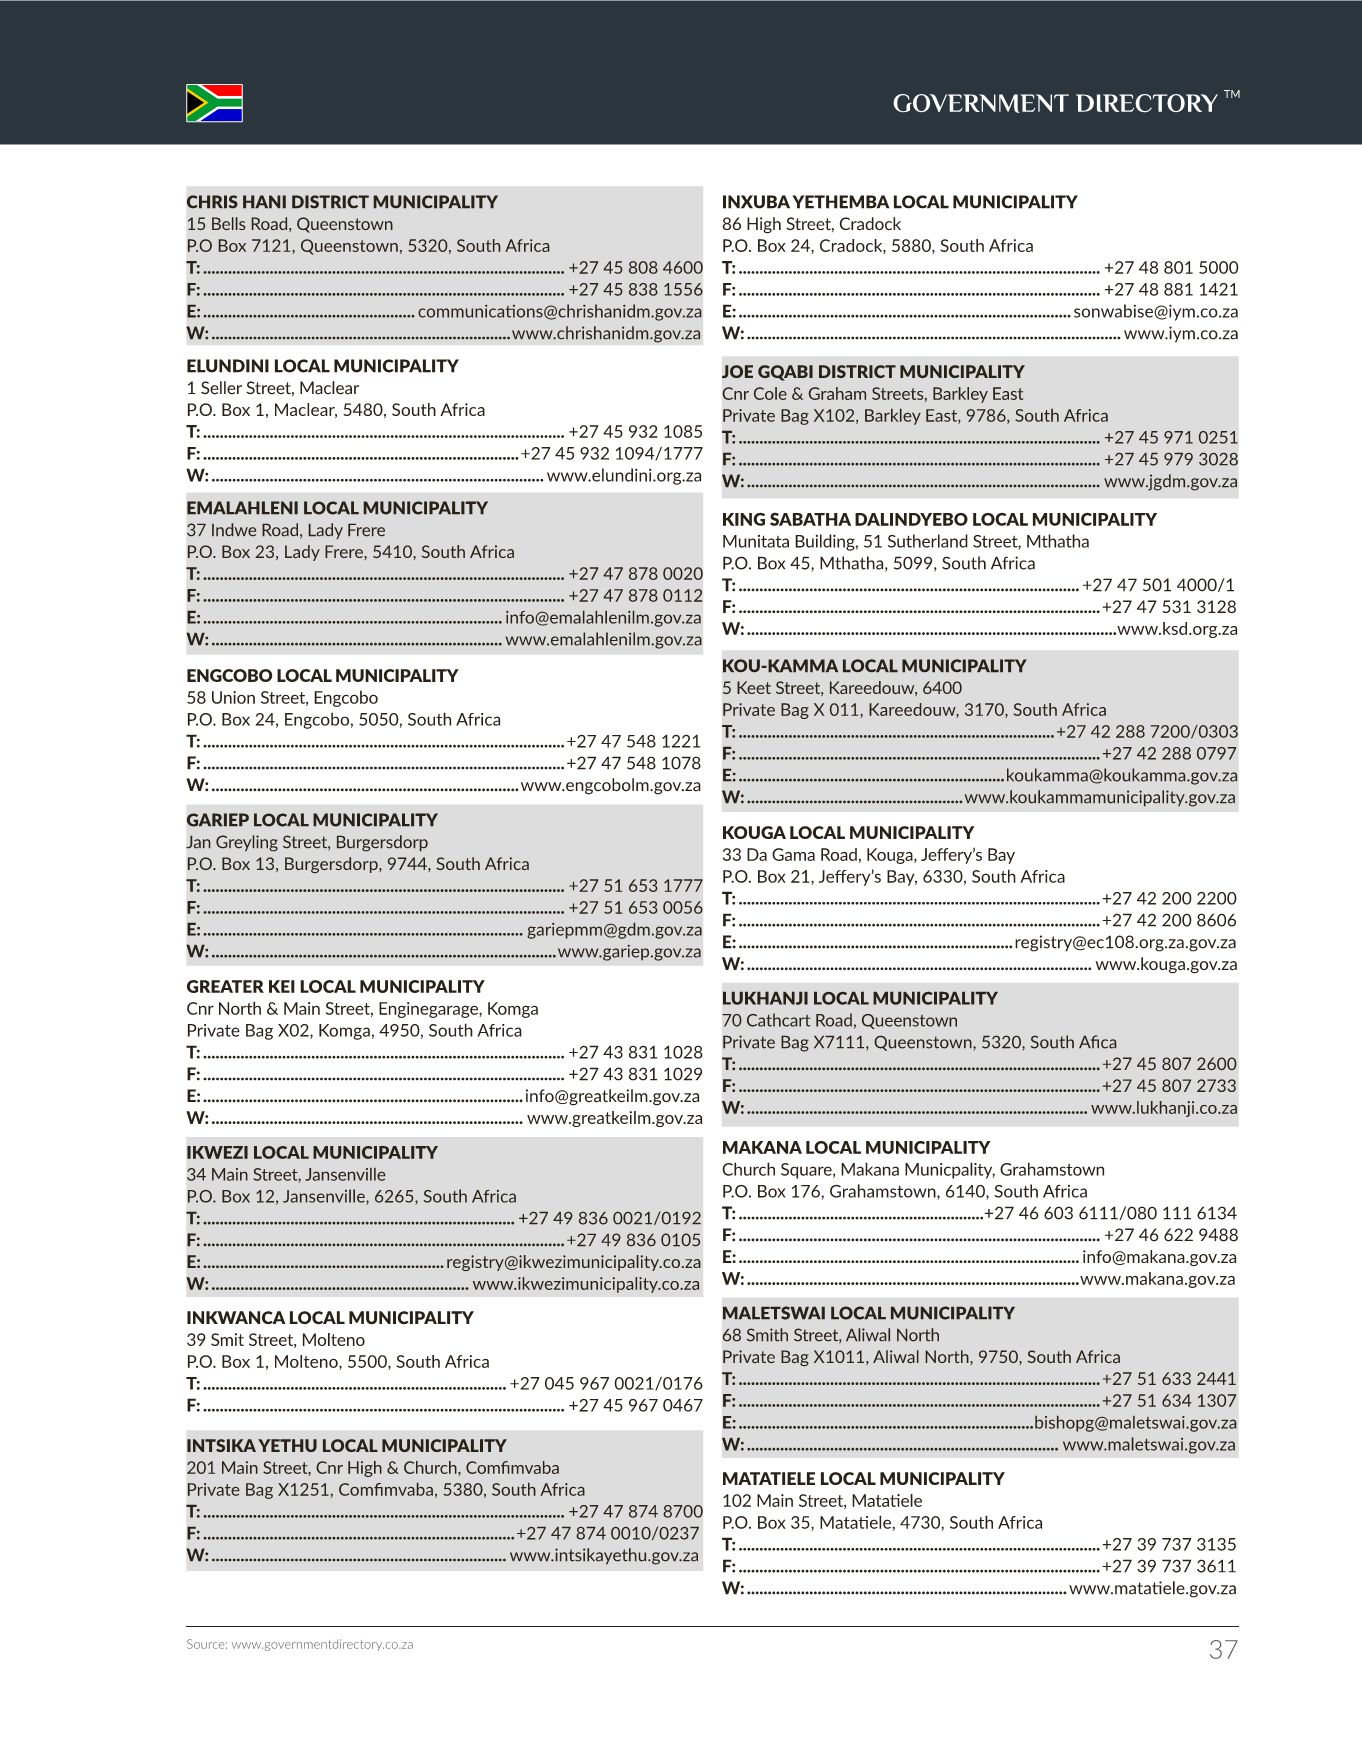 GOVERNMENT DIRECTORY ™
CHRIS HANI DISTRICT MUNICIPALITY
15 Bells Road, Queenstown
P.O Box 7121, Queenstown, 5320, South Africa
T: ........ +27 45 808 4600
F: ........ +27 45 838 1556
E: ........ communications@chrishanidm.gov.za
W: ........ www.chrishanidm.gov.za
ELUNDINI LOCAL MUNICIPALITY
1 Seller Street, Maclear
P.O. Box 1, Maclear, 5480, South Africa
T: ........ +27 45 932 1085
F: ........ +27 45 932 1094/1777
W: ........ www.elundini.org.za
EMALAHLENI LOCAL MUNICIPALITY
37 Indwe Road, Lady Frere
P.O. Box 23, Lady Frere, 5410, South Africa
T: ........ +27 47 878 0020
F: ........ +27 47 878 0112
E: ........ info@emalahlenilm.gov.za
W: ........ www.emalahlenilm.gov.za
ENGCOBO LOCAL MUNICIPALITY
58 Union Street, Engcobo
P.O. Box 24, Engcobo, 5050, South Africa
T: ........ +27 47 548 1221
F: ........ +27 47 548 1078
W: ........ www.engcobolm.gov.za
GARIEP LOCAL MUNICIPALITY
Jan Greyling Street, Burgersdorp
P.O. Box 13, Burgersdorp, 9744, South Africa
T: ........ +27 51 653 1777
F: ........ +27 51 653 0056
E: ........ gariepmm@gdm.gov.za
W: ........ www.gariep.gov.za
GREATER KEI LOCAL MUNICIPALITY
Cnr North & Main Street, Enginegarage, Komga
Private Bag X02, Komga, 4950, South Africa
T: ........ +27 43 831 1028
F: ........ +27 43 831 1029
E: ........ info@greatkeilm.gov.za
W: ........ www.greatkeilm.gov.za
IKWEZI LOCAL MUNICIPALITY
34 Main Street, Jansenville
P.O. Box 12, Jansenville, 6265, South Africa
T: ........ +27 49 836 0021/0192
F: ........ +27 49 836 0105
E: ........ registry@ikwezimunicipality.co.za
W: ........ www.ikwezimunicipality.co.za
INKWANCA LOCAL MUNICIPALITY
39 Smit Street, Molteno
P.O. Box 1, Molteno, 5500, South Africa
T: ........ +27 045 967 0021/0176
F: ........ +27 45 967 0467
INTSIKA YETHU LOCAL MUNICIPALITY
201 Main Street, Cnr High & Church, Comfimvaba
Private Bag X1251, Comfimvaba, 5380, South Africa
T: ........ +27 47 874 8700
F: ........ +27 47 874 0010/0237
W: ........ www.intsikayethu.gov.za
INXUBA YETHEMBA LOCAL MUNICIPALITY
86 High Street, Cradock
P.O. Box 24, Cradock, 5880, South Africa
T: ........ +27 48 801 5000
F: ........ +27 48 881 1421
E: ........ sonwabise@iym.co.za
W: ........ www.iym.co.za
JOE GQABI DISTRICT MUNICIPALITY
Cnr Cole & Graham Streets, Barkley East
Private Bag X102, Barkley East, 9786, South Africa
T: ........ +27 45 971 0251
F: ........ +27 45 979 3028
W: ........ www.jgdm.gov.za
KING SABATHA DALINDYEBO LOCAL MUNICIPALITY
Munitata Building, 51 Sutherland Street, Mthatha
P.O. Box 45, Mthatha, 5099, South Africa
T: ........ +27 47 501 4000/1
F: ........ +27 47 531 3128
W: ........ www.ksd.org.za
KOU-KAMMA LOCAL MUNICIPALITY
5 Keet Street, Kareedouw, 6400
Private Bag X 011, Kareedouw, 3170, South Africa
T: ........ +27 42 288 7200/0303
F: ........ +27 42 288 0797
E: ........ koukamma@koukamma.gov.za
W: ........ www.koukammamunicipality.gov.za
KOUGA LOCAL MUNICIPALITY
33 Da Gama Road, Kouga, Jeffery's Bay
P.O. Box 21, Jeffery's Bay, 6330, South Africa
T: ........ +27 42 200 2200
F: ........ +27 42 200 8606
E: ........ registry@ec108.org.za.gov.za
W: ........ www.kouga.gov.za
LUKHANJI LOCAL MUNICIPALITY
70 Cathcart Road, Queenstown
Private Bag X7111, Queenstown, 5320, South Afica
T: ........ +27 45 807 2600
F: ........ +27 45 807 2733
W: ........ www.lukhanji.co.za
MAKANA LOCAL MUNICIPALITY
Church Square, Makana Municpality, Grahamstown
P.O. Box 176, Grahamstown, 6140, South Africa
T: ........ +27 46 603 6111/080 111 6134
F: ........ +27 46 622 9488
E: ........ info@makana.gov.za
W: ........ www.makana.gov.za
MALETSWAI LOCAL MUNICIPALITY
68 Smith Street, Aliwal North
Private Bag X1011, Aliwal North, 9750, South Africa
T: ........ +27 51 633 2441
F: ........ +27 51 634 1307
E: ........ bishopg@maletswai.gov.za
W: ........ www.maletswai.gov.za
MATATIELE LOCAL MUNICIPALITY
102 Main Street, Matatiele
P.O. Box 35, Matatiele, 4730, South Africa
T: ........ +27 39 737 3135
F: ........ +27 39 737 3611
W: ........ www.matatiele.gov.za
Source: www.governmentdirectory.co.za
37